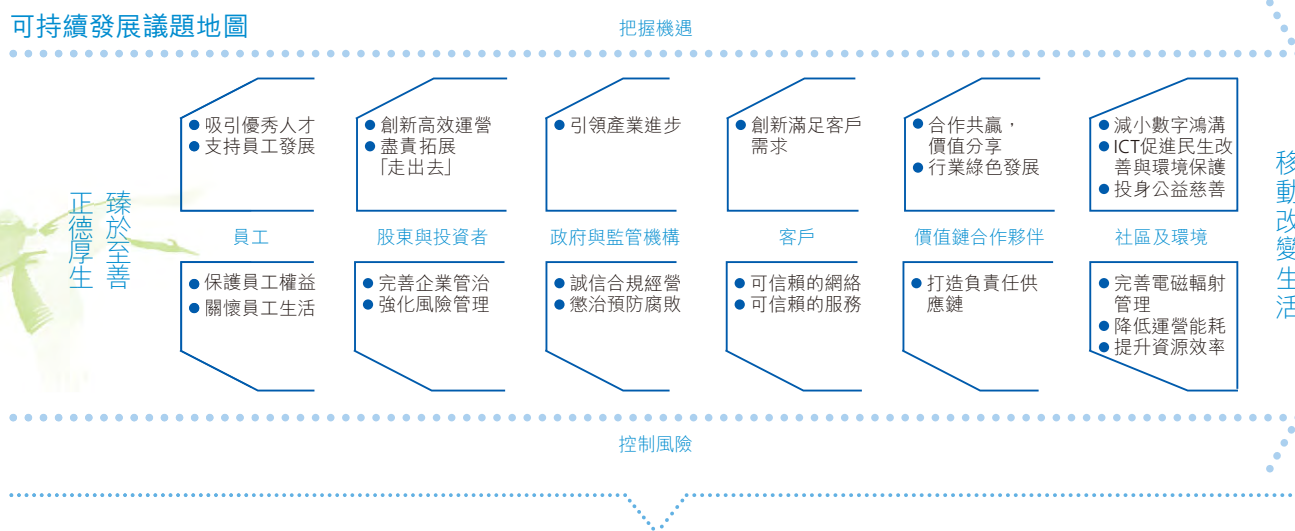 可持續發展議題地圖
把握機遇
● 吸引優秀人才
● 支持員工發展
● 創新高效運營
● 盡責拓展
「走出去」
● 引領產業進步
● 創新滿足客戶
需求
● 合作共贏，
價值分享
● 行業綠色發展
● 減小數字鴻溝
● ICT促進民生改
善與環境保護
● 投身公益慈善
正德厚生
臻於至善
員工
股東與投資者
政府與監管機構
客戶
價值鏈合作夥伴
社區及環境
移動改變生活
● 保護員工權益
● 關懷員工生活
● 完善企業管治
● 強化風險管理
● 誠信合規經營
● 懲治預防腐敗
● 可信賴的網絡
● 可信賴的服務
● 打造負責任供
應鏈
● 完善電磁輻射
管理
● 降低運營能耗
● 提升資源效率
控制風險